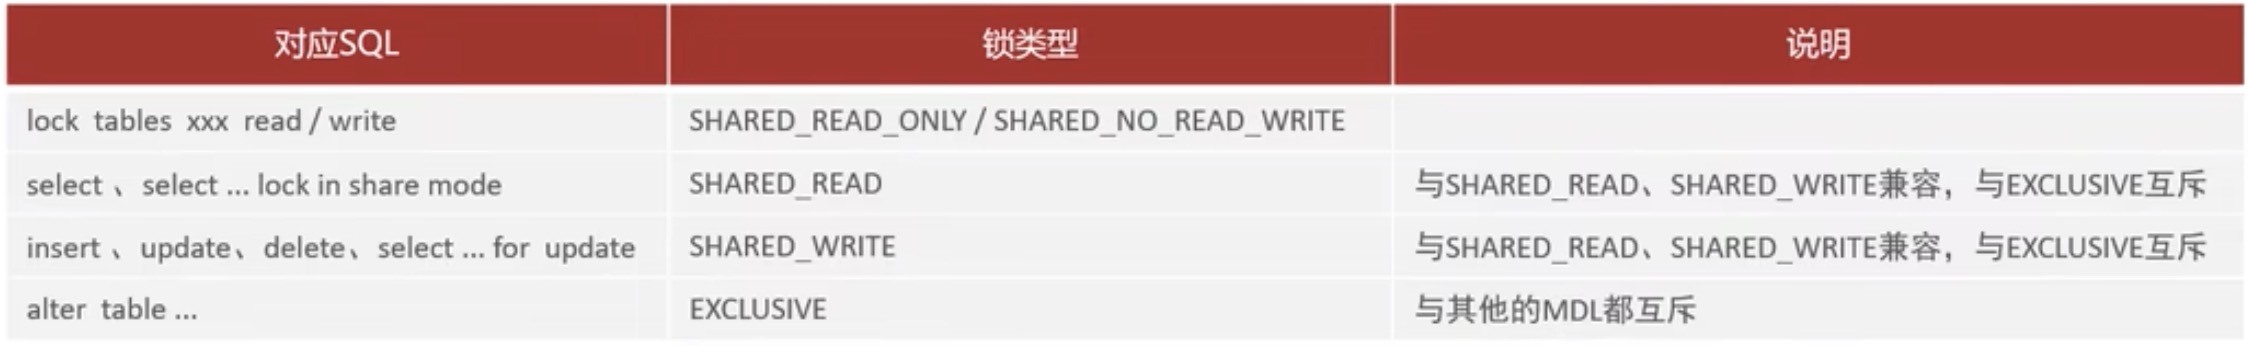 对应SQL 锁类型 说明
lock tables xxx read / write SHARED_READ_ONLY / SHARED_NO_READ_WRITE
select 、select ... lock in share mode SHARED_READ 与SHARED_READ、SHARED_WRITE兼容，与EXCLUSIVE互斥
insert 、update、delete、select ... for update SHARED_WRITE 与SHARED_READ、SHARED_WRITE兼容，与EXCLUSIVE互斥
alter table ... EXCLUSIVE 与其他的MDL都互斥